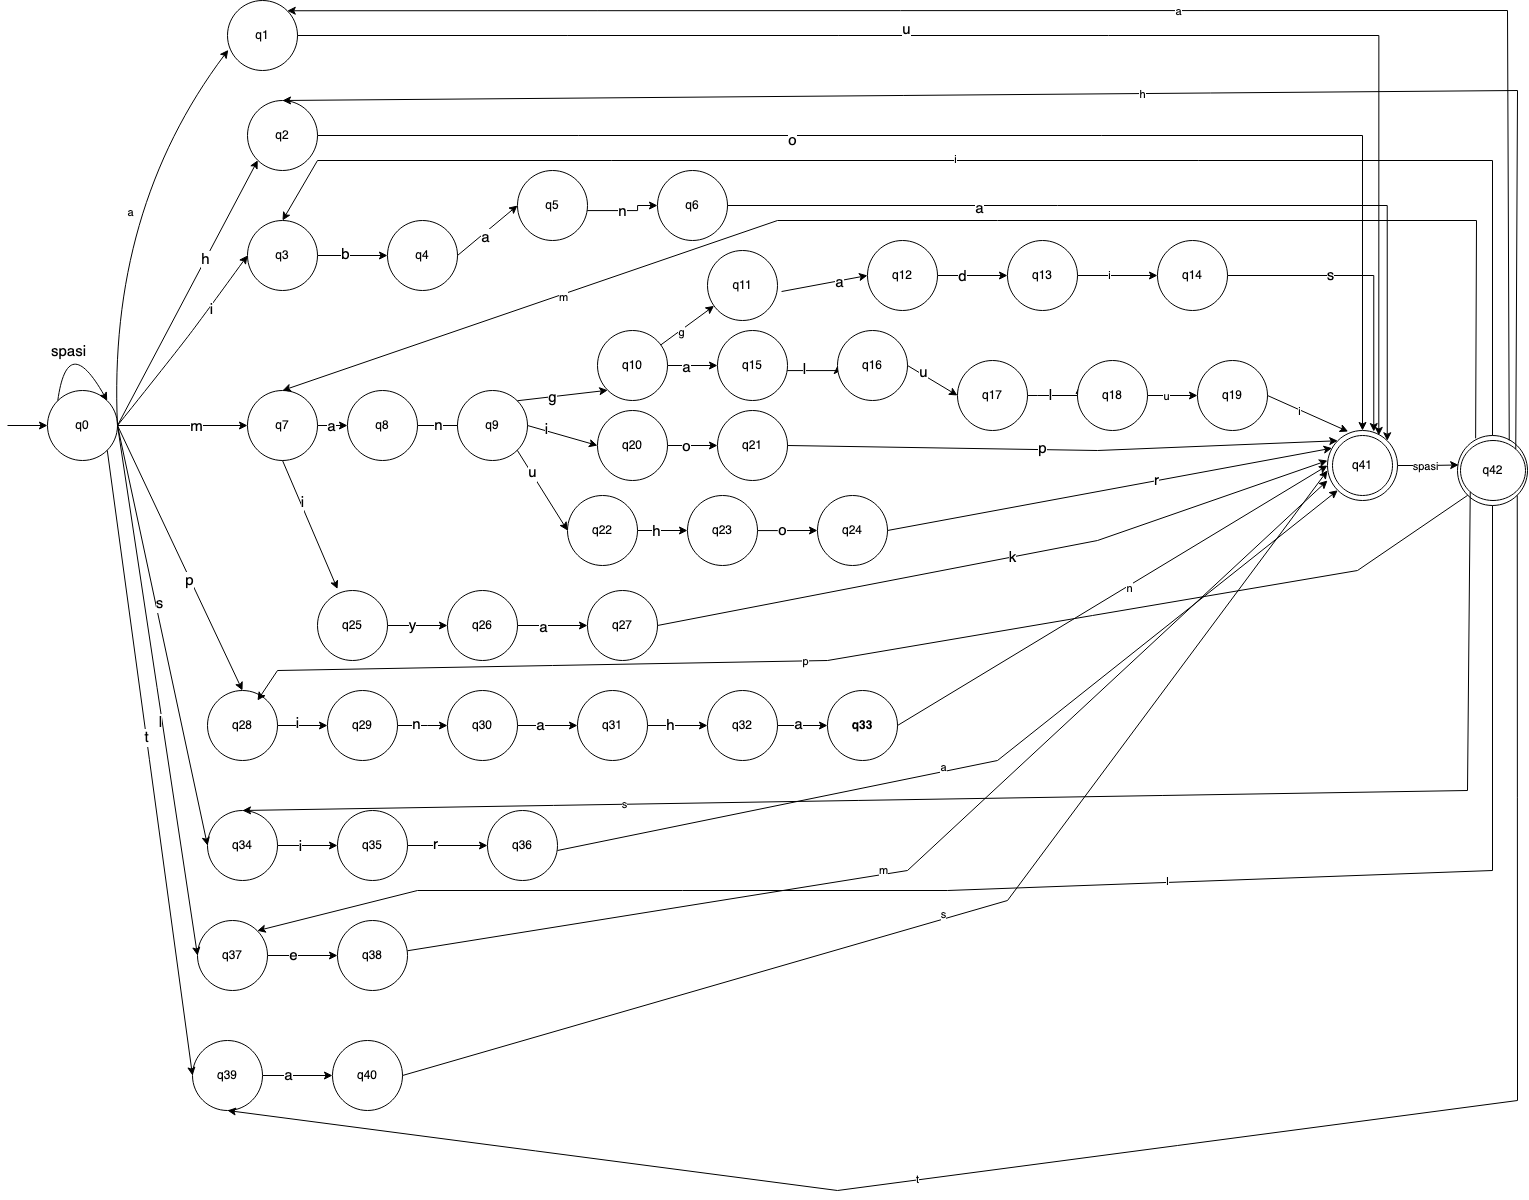 a
q1
u
h
q2
o
i
q5
n
q6
a
a
h
q3
b
q4
a
q11
a
q12
d
q13
i
q14
s
m
i
g
spasi
q10
a
q15
l
q16
u
q17
l
q18
u
q19
i
q0
m
q7
a
q8
n
q9
g
i
q20
o
q21
p
q41
spasi
q42
u
i
q22
h
q23
o
q24
r
k
p
s
q25
y
q26
a
q27
n
p
l
t
q28
i
q29
n
q30
a
q31
h
q32
a
q33
a
s
q34
i
q35
r
q36
m
l
s
q37
e
q38
q39
a
q40
t